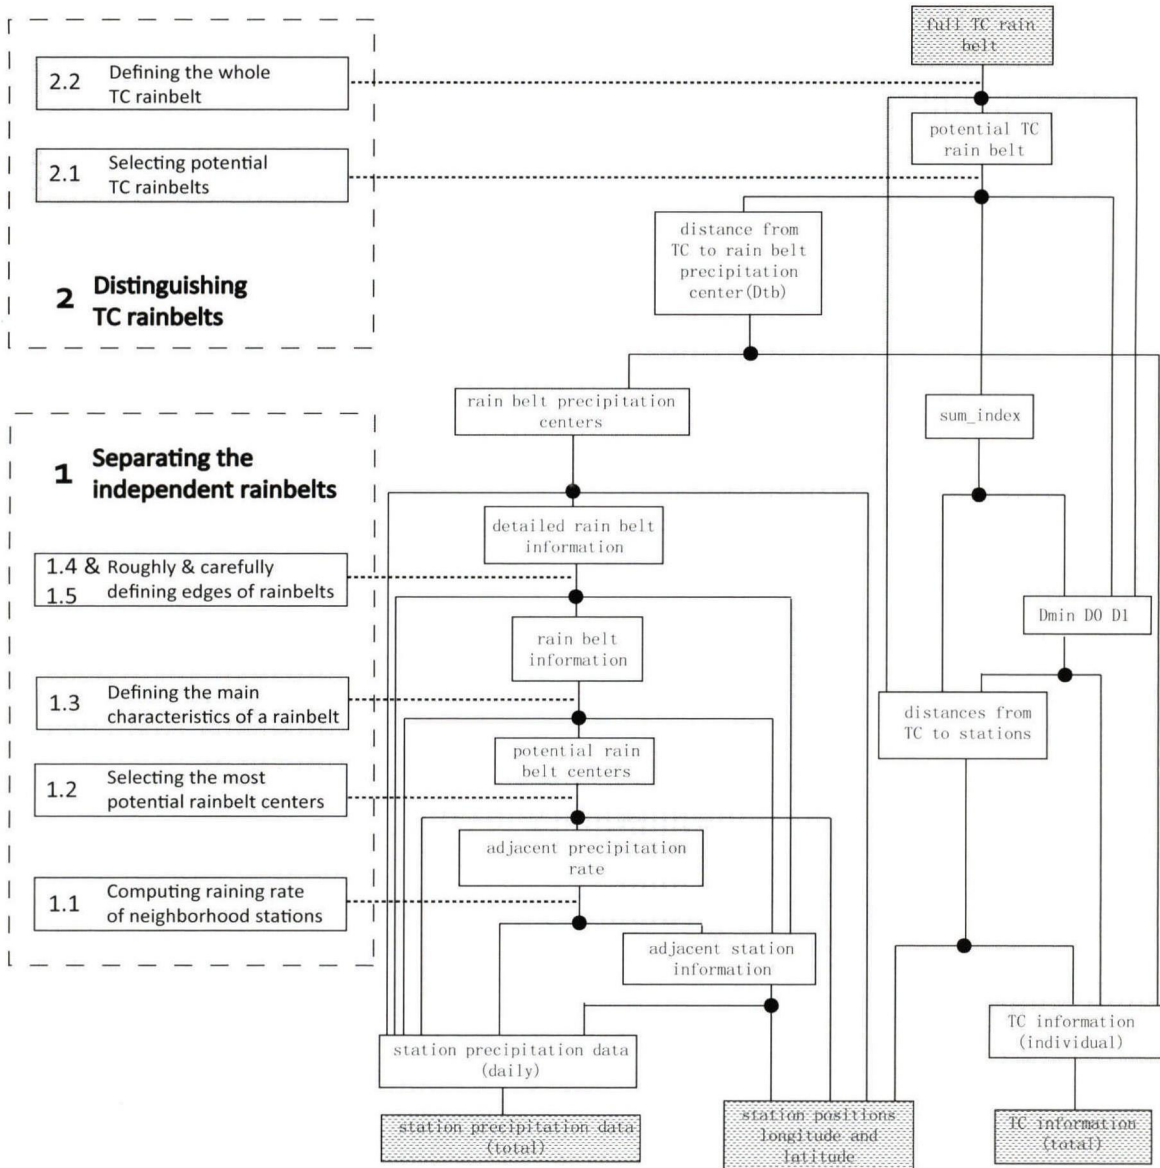 full TC rain
belt
2.2 Defining the whole
TC rainbelt
potential TC
rain belt
2.1 Selecting potential
TC rainbelts
distance from
TC to rain belt
precipitation
center(Dtb)
2 Distinguishing
TC rainbelts
rain belt precipitation
centers
sum_index
1 Separating the
independent rainbelts
detailed rain belt
information
1.4 & Roughly & carefully
1.5 defining edges of rainbelts
Dmin D0 D1
rain belt
information
1.3 Defining the main
characteristics of a rainbelt
distances from
TC to stations
potential rain
belt centers
1.2 Selecting the most
potential rainbelt centers
adjacent precipitation
rate
1.1 Computing raining rate
of neighborhood stations
adjacent station
information
station precipitation data
(daily)
TC information
(individual)
station precipitation data
(total)
station positions
longitude and
latitude
TC information
(total)